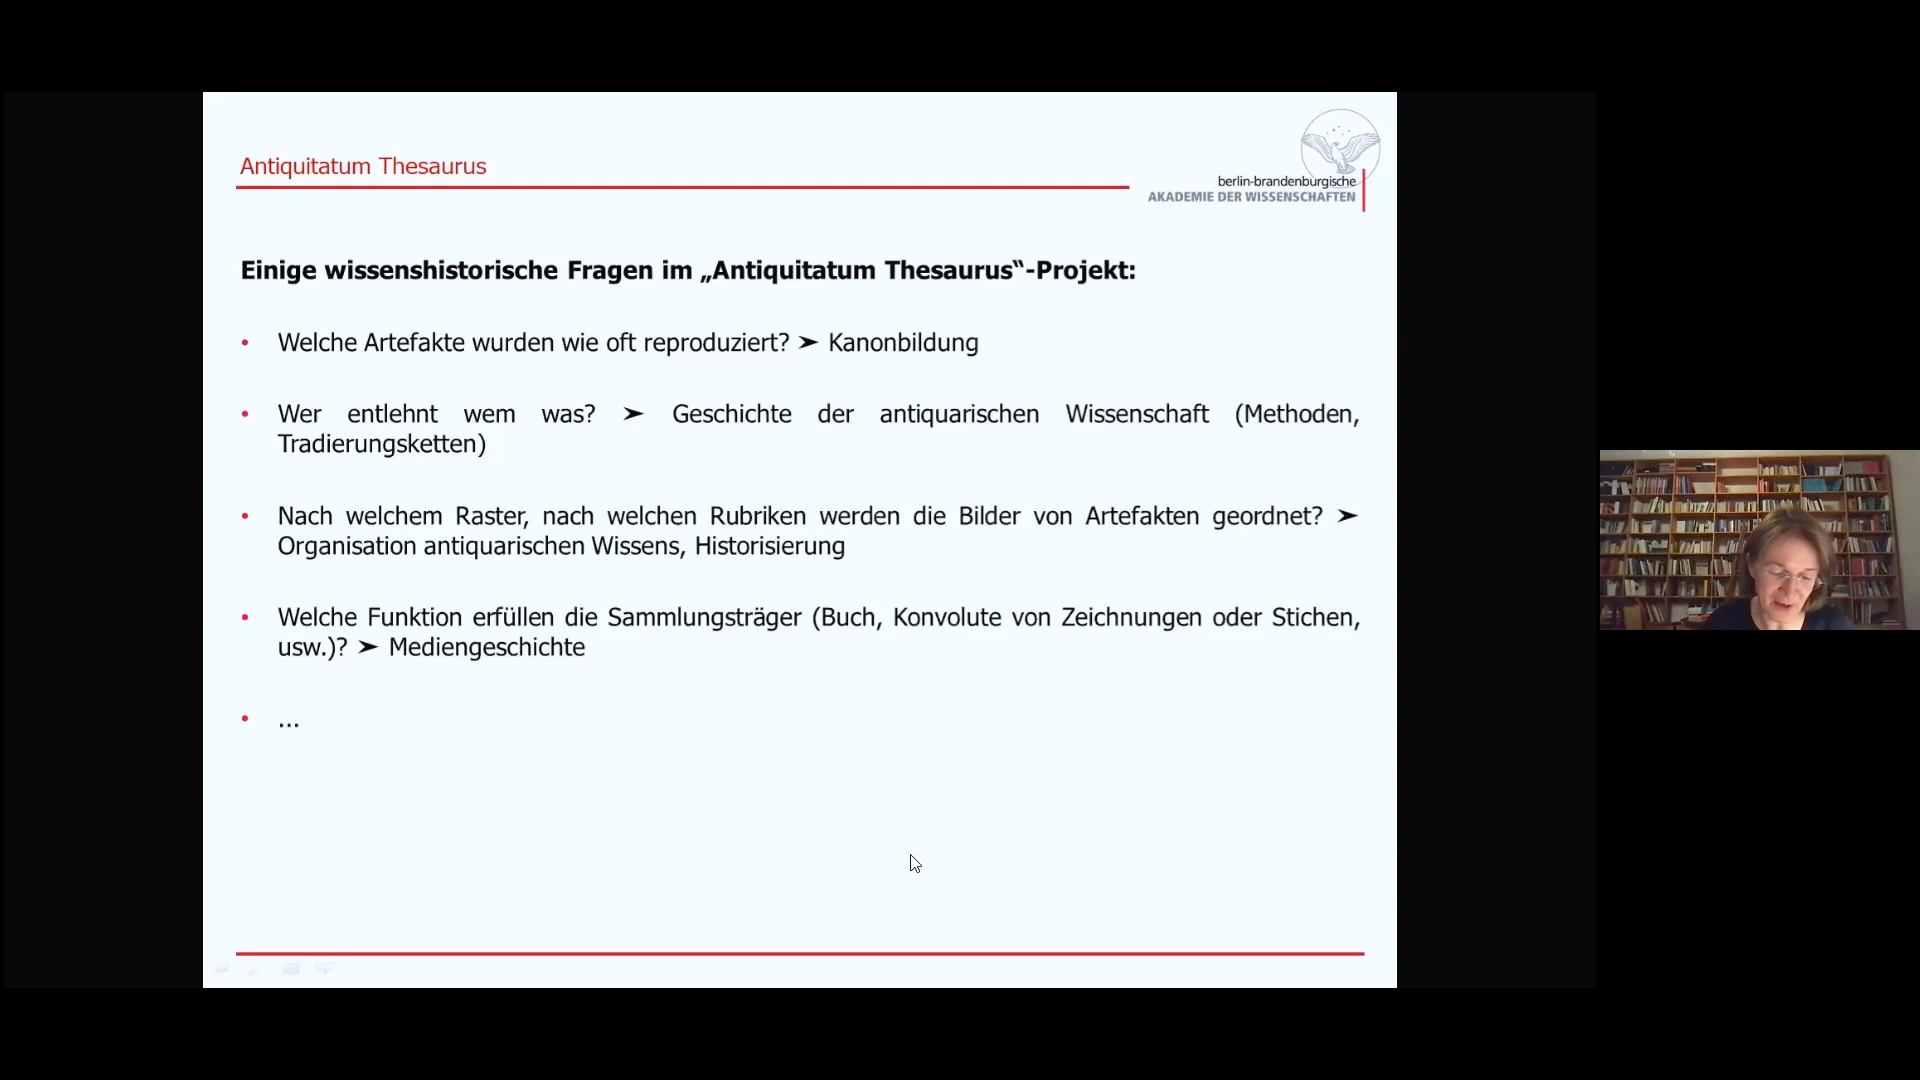 Antiquitatum Thesaurus
berlin-brandenburgische
AKADEMIE DER WISSENSCHAFTEN
Einige wissenshistorische Fragen im „Antiquitatum Thesaurus“-Projekt:
• Welche Artefakte wurden wie oft reproduziert? ➤ Kanonbildung
• Wer entlehnt wem was? ➤ Geschichte der antiquarischen Wissenschaft (Methoden,
Tradierungsketten)
• Nach welchem Raster, nach welchen Rubriken werden die Bilder von Artefakten geordnet? ➤
Organisation antiquarischen Wissens, Historisierung
• Welche Funktion erfüllen die Sammlungsträger (Buch, Konvolute von Zeichnungen oder Stichen,
usw.)? ➤ Mediengeschichte
• ...